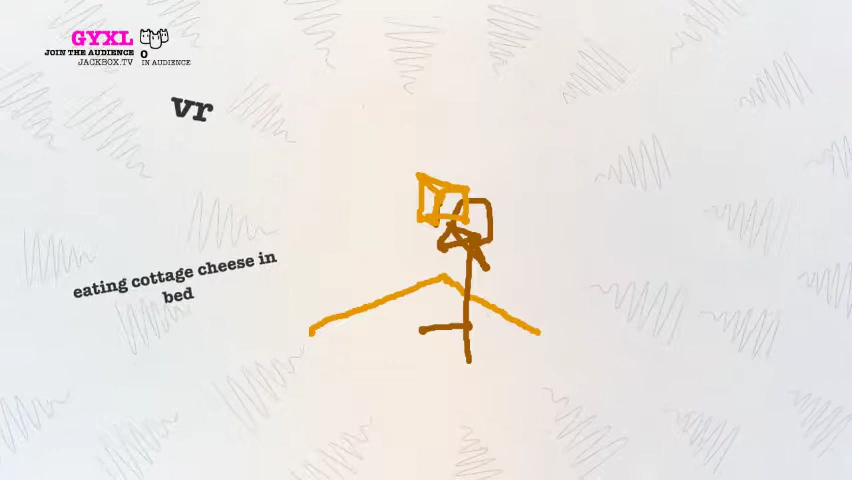 GYXL
JOIN THE AUDIENCE
JACKBOX.TV
0
IN AUDIENCE
vr
eating cottage cheese in
bed